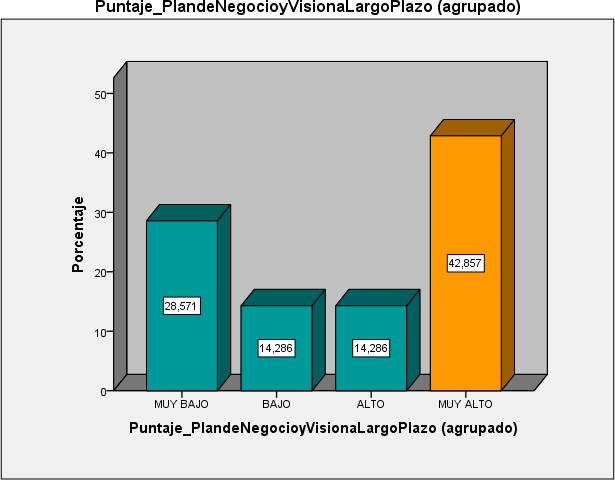 Puntaje_PlandeNegocioyVisionaLargoPlazo (agrupado)
50
40
30
20
10
0
Porcentaje
28,571
14,286
14,286
42,857
MUY BAJO
BAJO
ALTO
MUY ALTO
Puntaje_PlandeNegocioyVisionaLargoPlazo (agrupado)